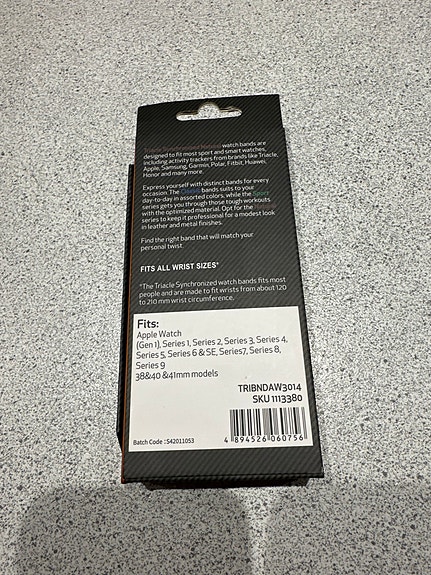 Triacle Synchronized Natural watch bands are
designed to fit most sport and smart watches,
including activity trackers from brands like Triacle,
Apple, Samsung, Garmin, Polar, Fitbit, Huawei,
Honor and many more.
Express yourself with distinct bands for every
occasion. The Classic bands suits to your
day-to-day in assorted colors, while the Sport
series gets you through those tough workouts
with the optimized material. Opt for the Natural
series to keep it professional for a modest look
in leather and metal finishes.
Find the right band that will match your
personal twist.
FITS ALL WRIST SIZES*
*The Triacle Synchronized watch bands fits most
people and are made to fit wrists from about 120
to 210 mm wrist circumference.
Fits:
Apple Watch
(Gen 1), Series 1, Series 2, Series 3, Series 4,
Series 5, Series 6 & SE, Series7, Series 8,
Series 9
38&40 &41mm models
TRIBNDAW3014
SKU 1113380
4 894526 060756
Batch Code :S42011053